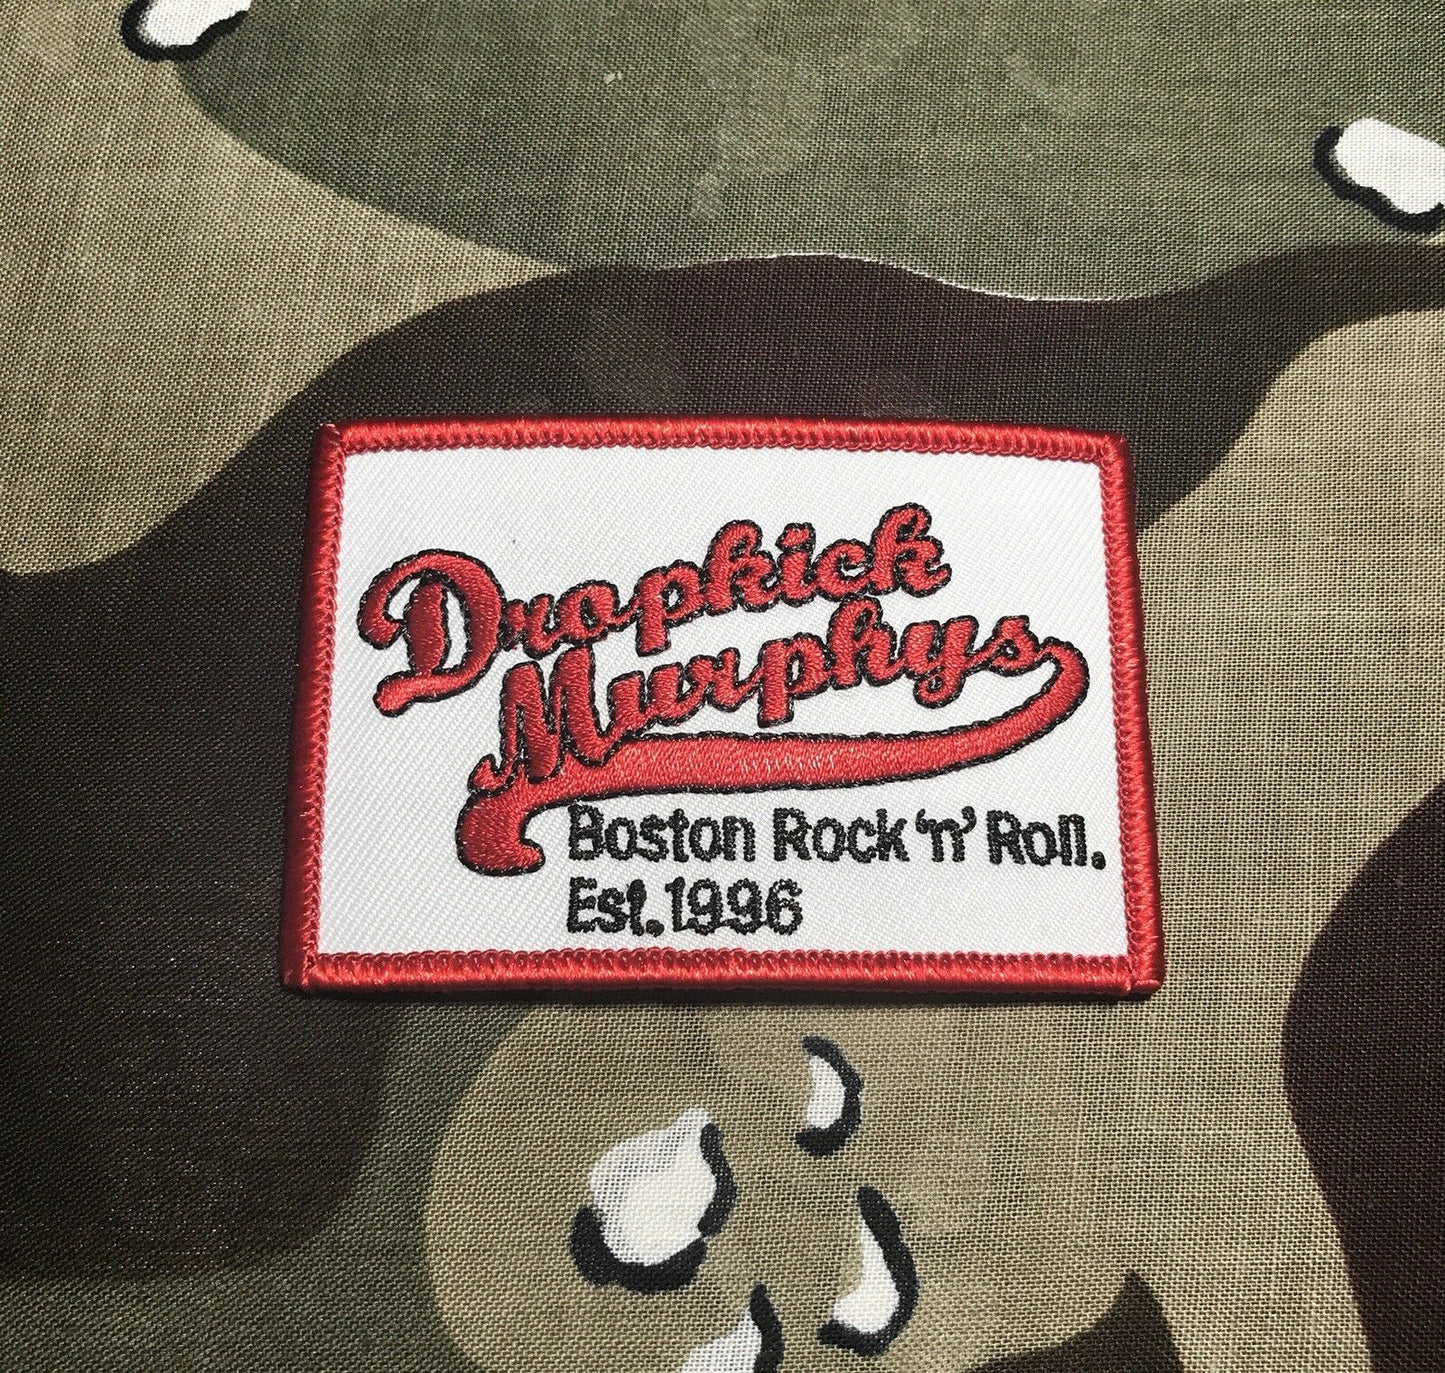 Dropkick
Murphys
Boston Rock 'n' Roll.
Est. 1996